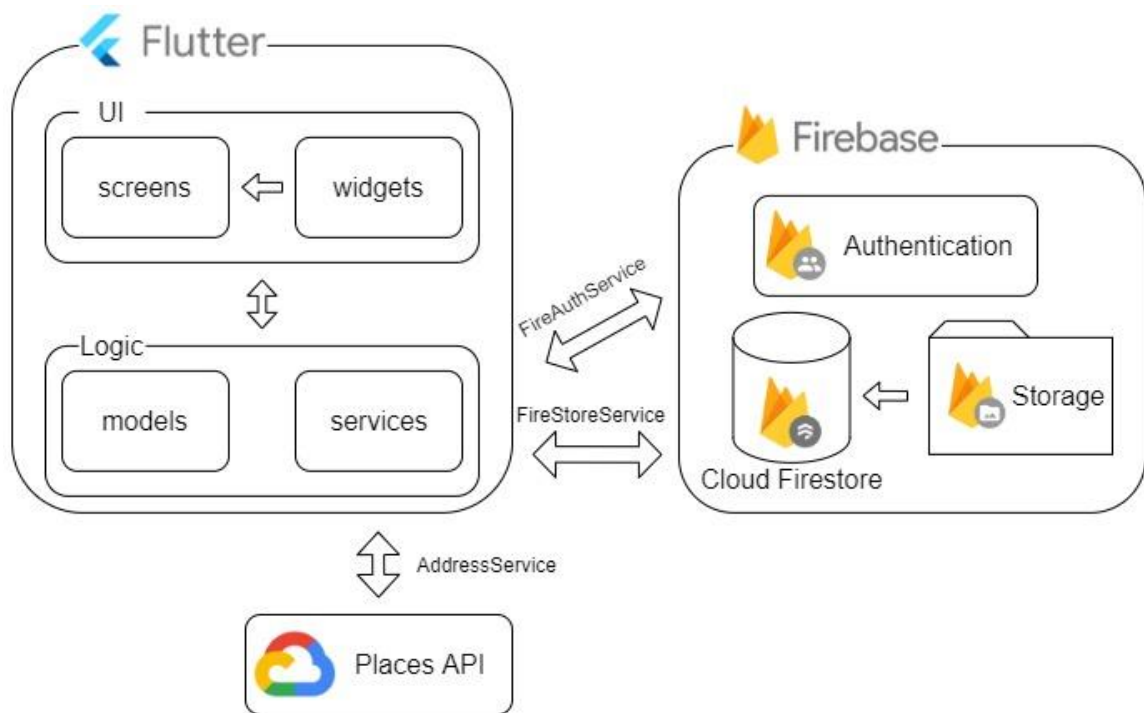 Flutter
UI
screens
widgets
Logic
models
services
FireAuthService
FireStoreService
AddressService
Places API
Firebase
Authentication
Storage
Cloud Firestore